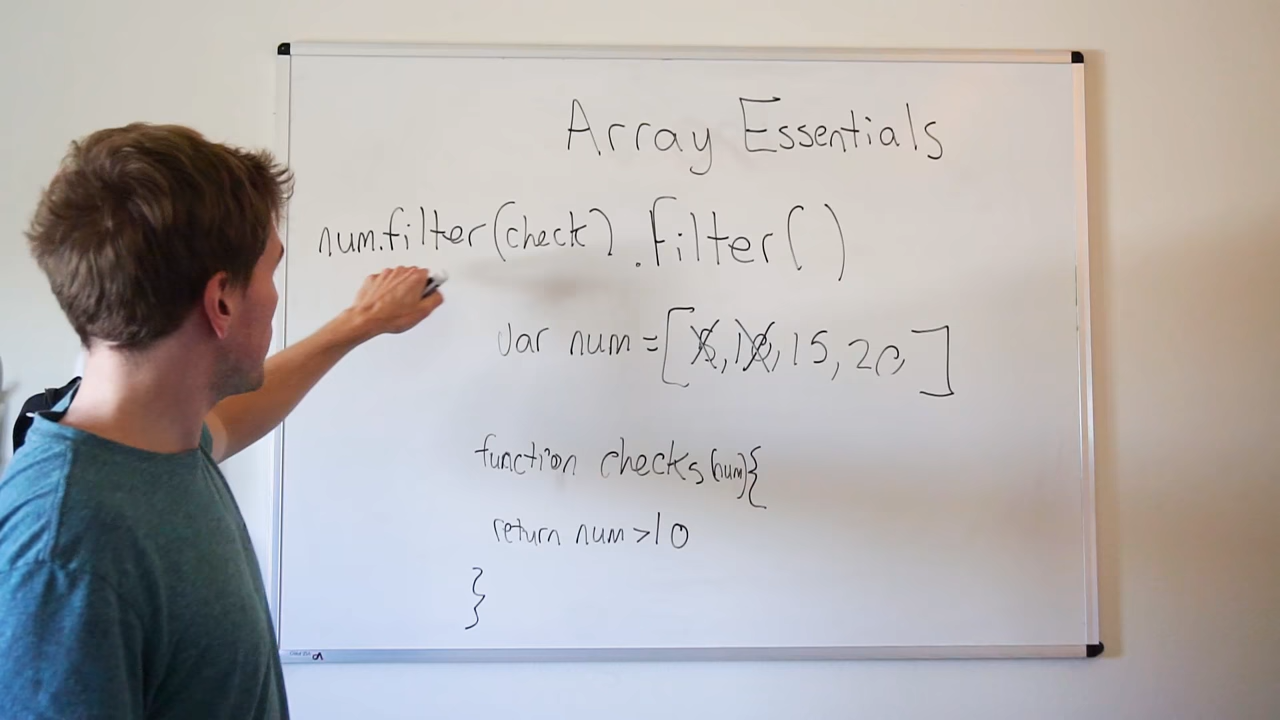 Array Essentials
num.filter(check) .Filter()
var num = [5, 10, 15, 20, ]
function checks(num){
return num > 10
}